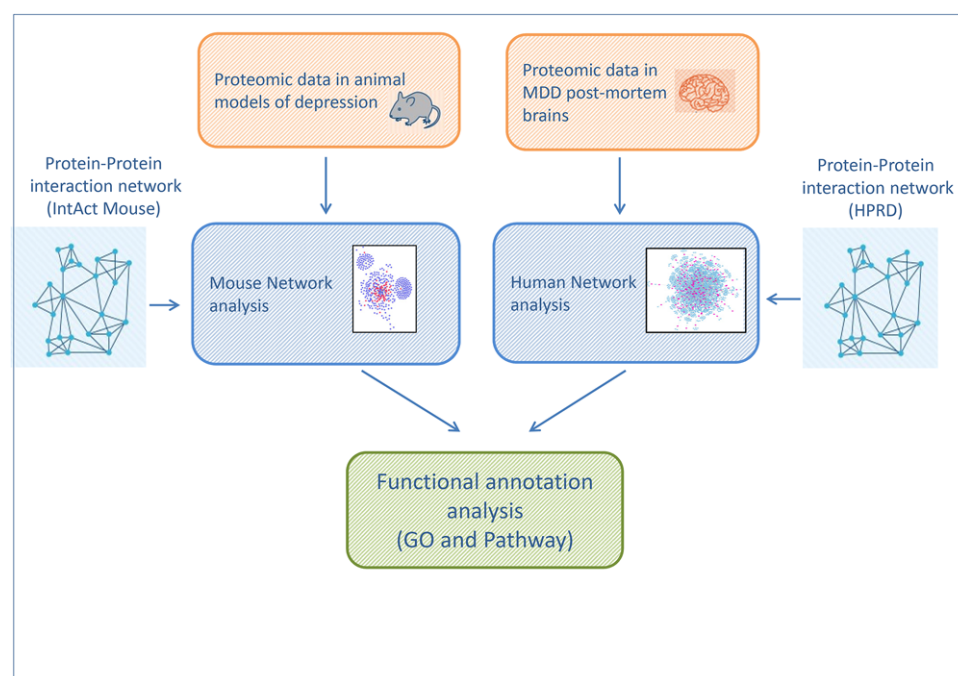 Proteomic data in animal
models of depression
Proteomic data in
MDD post-mortem
brains
Protein-Protein
interaction network
(IntAct Mouse)
Protein-Protein
interaction network
(HPRD)
Mouse Network
analysis
Human Network
analysis
Functional annotation
analysis
(GO and Pathway)